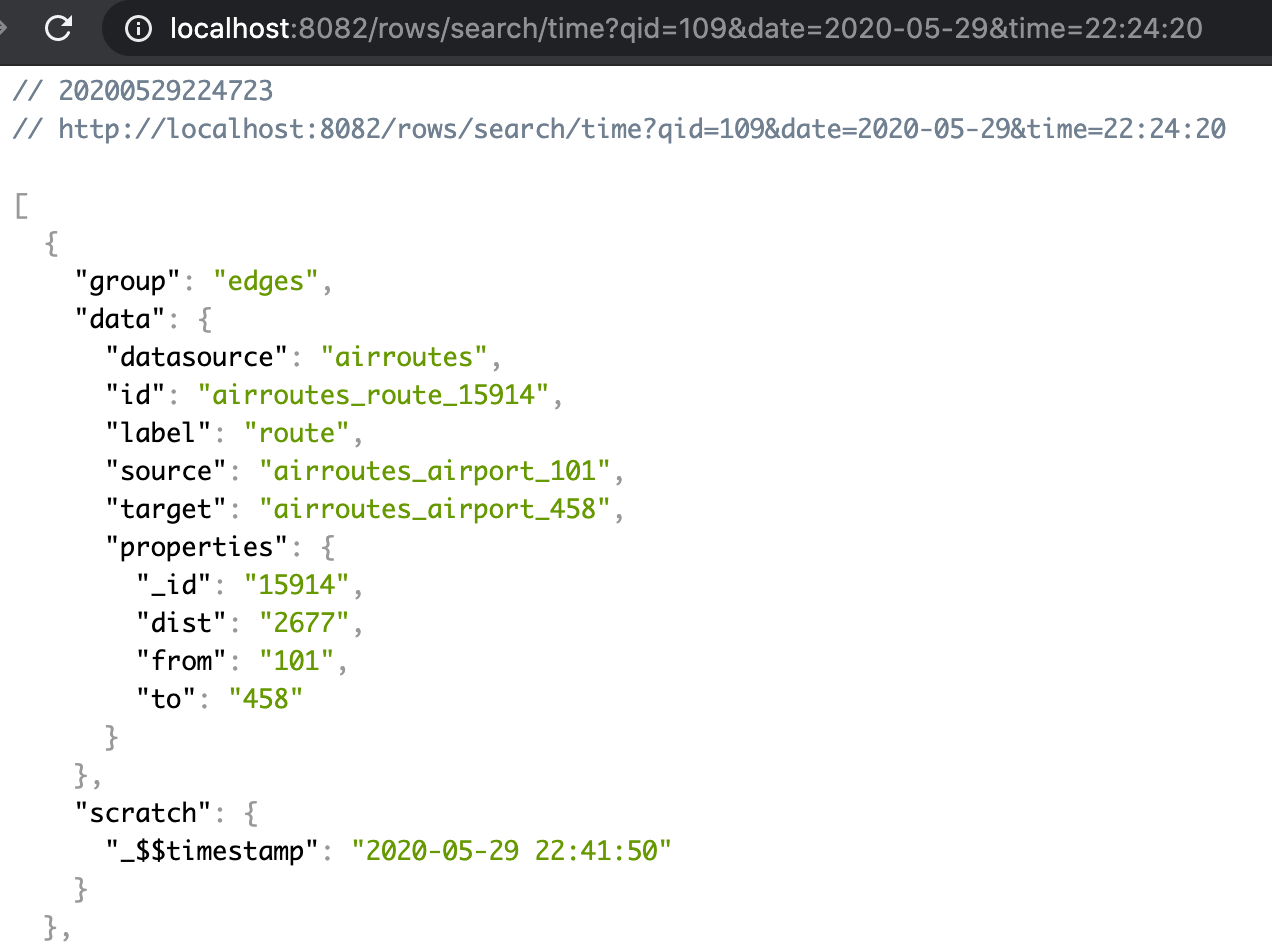 localhost:8082/rows/search/time?qid=109&date=2020-05-29&time=22:24:20
// 20200529224723
// http://localhost:8082/rows/search/time?qid=109&date=2020-05-29&time=22:24:20
[
  {
    "group": "edges",
    "data": {
      "datasource": "airroutes",
      "id": "airroutes_route_15914",
      "label": "route",
      "source": "airroutes_airport_101",
      "target": "airroutes_airport_458",
      "properties": {
        "_id": "15914",
        "dist": "2677",
        "from": "101",
        "to": "458"
      }
    },
    "scratch": {
      "_$$timestamp": "2020-05-29 22:41:50"
    }
  },